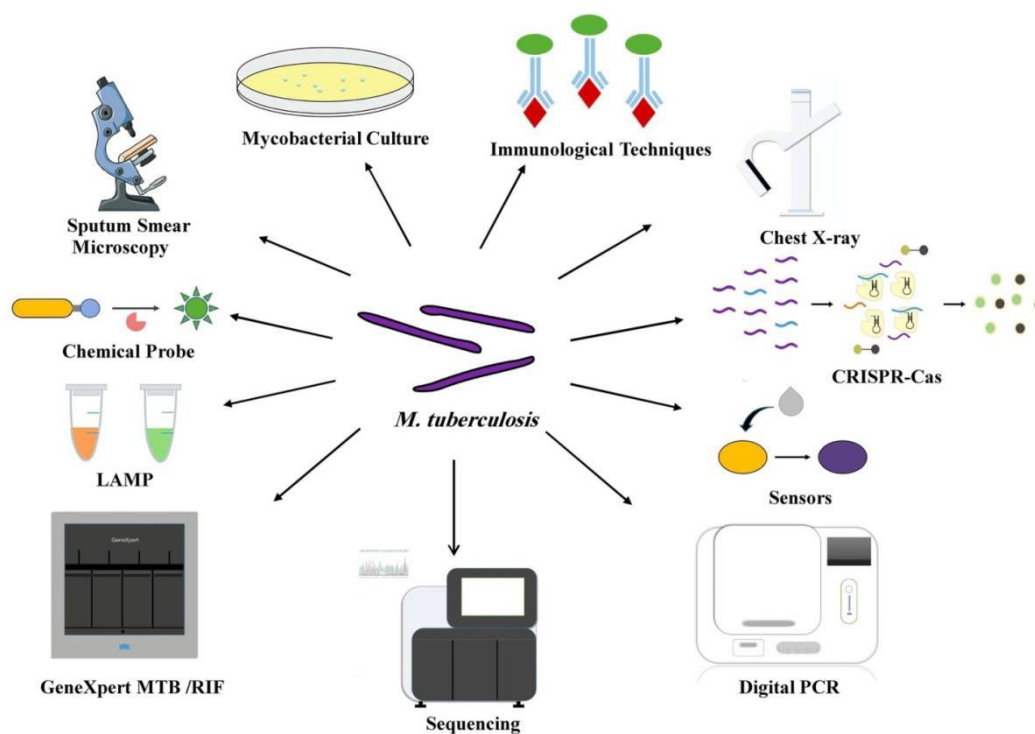 Mycobacterial Culture
Immunological Techniques
Sputum Smear
Microscopy
Chest X-ray
Chemical Probe
CRISPR-Cas
M. tuberculosis
LAMP
Sensors
GeneXpert
GeneXpert MTB /RIF
Sequencing
Digital PCR